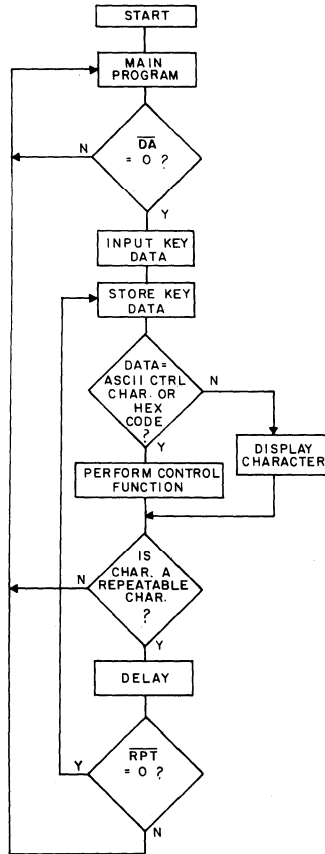 START
MAIN
PROGRAM
N
DA
= 0 ?
Y
INPUT KEY
DATA
STORE KEY
DATA
DATA=
ASCII CTRL
CHAR. OR
HEX
CODE
?
N
Y
DISPLAY
CHARACTER
PERFORM CONTROL
FUNCTION
IS
CHAR. A
REPEATABLE
CHAR.
?
N
Y
DELAY
RPT
= 0 ?
Y
N